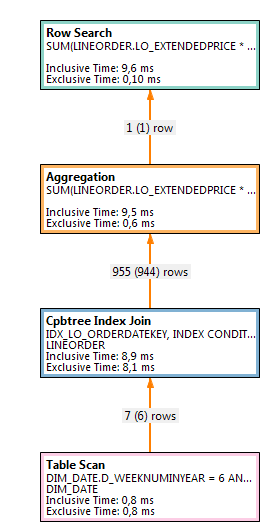 Row Search
SUM(LINEORDER.LO_EXTENDEDPRICE * ...
Inclusive Time: 9,6 ms
Exclusive Time: 0,10 ms
1 (1) row
Aggregation
SUM(LINEORDER.LO_EXTENDEDPRICE * ...
Inclusive Time: 9,5 ms
Exclusive Time: 0,6 ms
955 (944) rows
Cpbtree Index Join
IDX_LO_ORDERDATEKEY, INDEX CONDIT...
LINEORDER
Inclusive Time: 8,9 ms
Exclusive Time: 8,1 ms
7 (6) rows
Table Scan
DIM_DATE.D_WEEKNUMINYEAR = 6 AN...
DIM_DATE
Inclusive Time: 0,8 ms
Exclusive Time: 0,8 ms